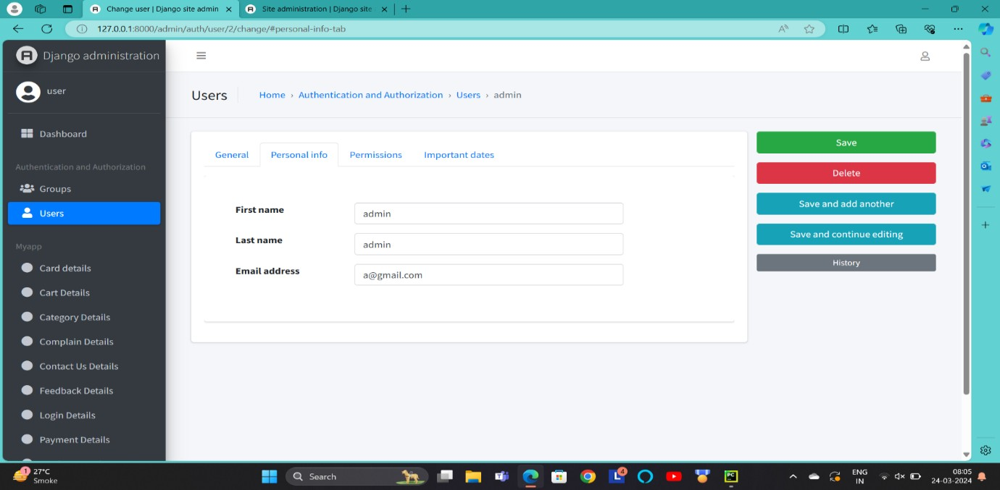 Change user | Django site admin
Site administration | Django site
127.0.0.1:8000/admin/auth/user/2/change/#personal-info-tab
Django administration
user
Dashboard
Authentication and Authorization
Groups
Users
Myapp
Card details
Cart Details
Category Details
Complain Details
Contact Us Details
Feedback Details
Login Details
Payment Details
Users
Home › Authentication and Authorization › Users › admin
General Personal info Permissions Important dates
First name admin
Last name admin
Email address a@gmail.com
Save
Delete
Save and add another
Save and continue editing
History
1
27°C
Smoke
Search
4
ENG
IN
08:05
24-03-2024